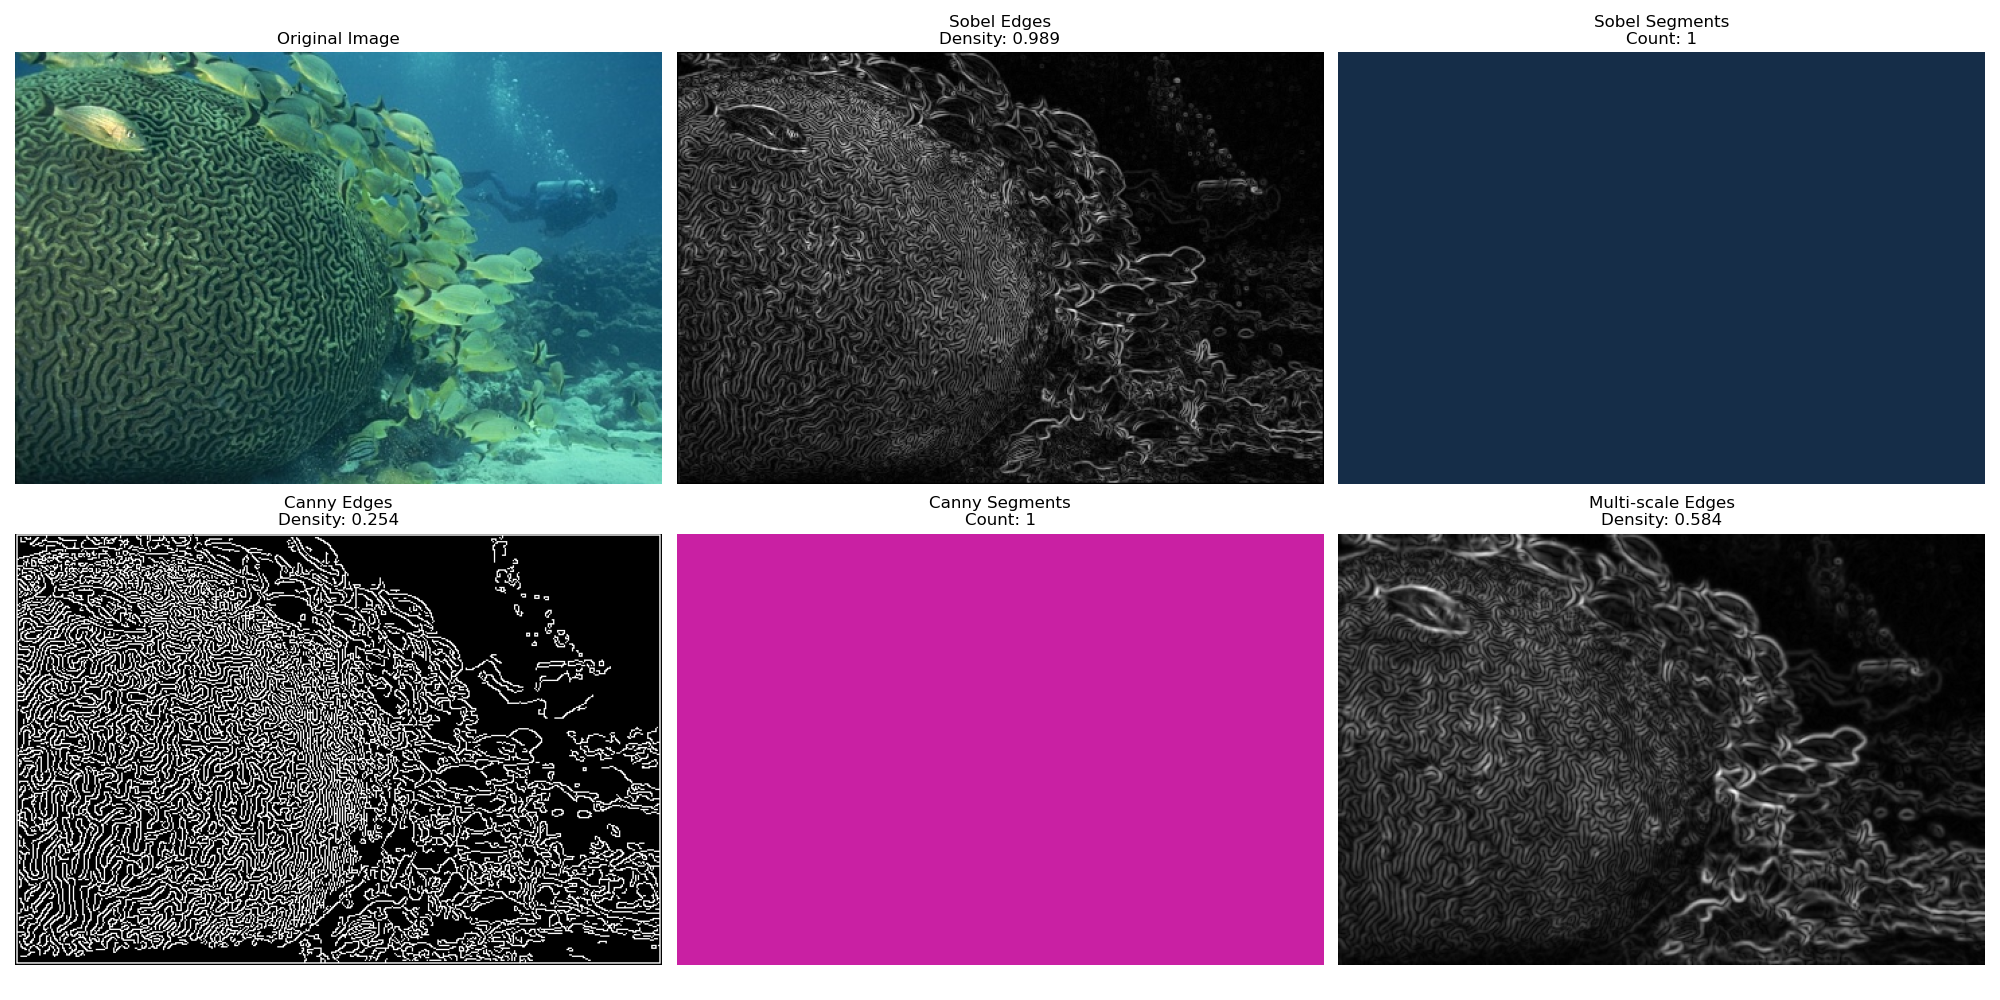 Original Image
Sobel Edges
Density: 0.989
Sobel Segments
Count: 1
Canny Edges
Density: 0.254
Canny Segments
Count: 1
Multi-scale Edges
Density: 0.584